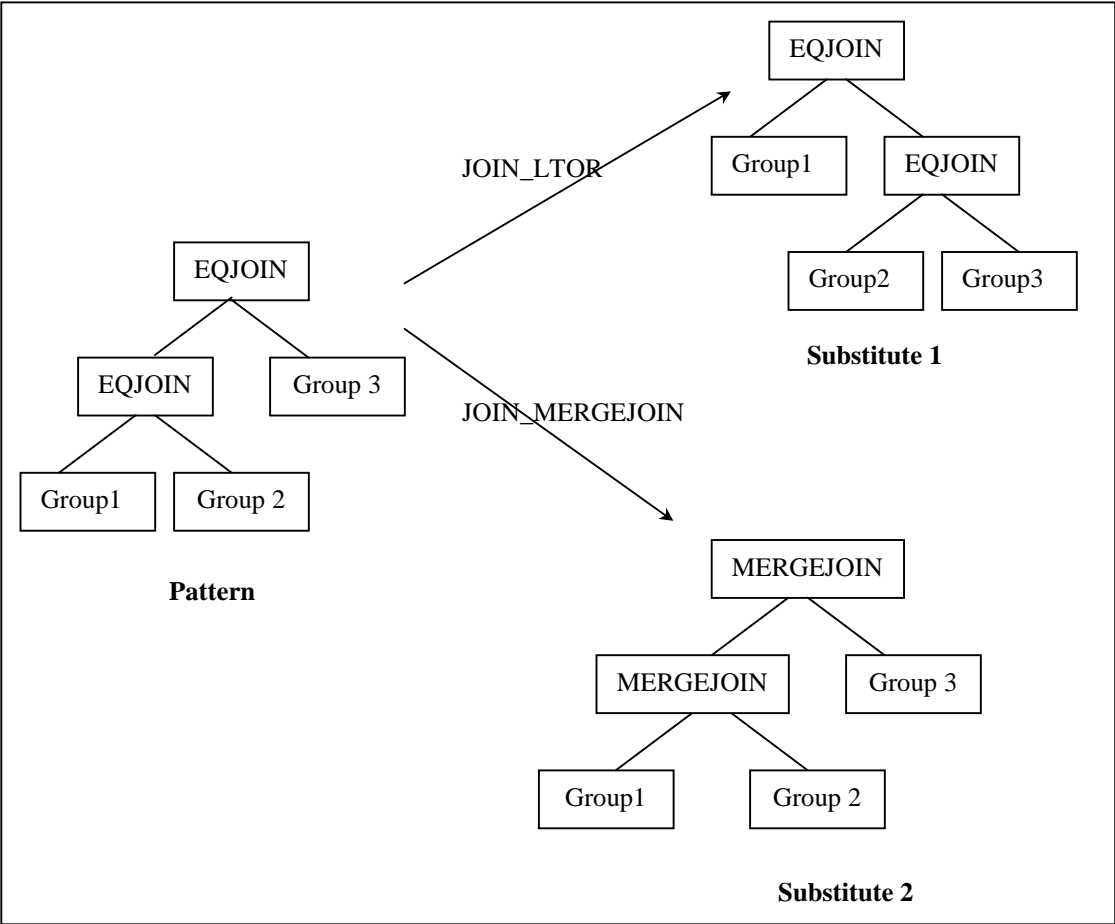 EQJOIN
Group1
EQJOIN
Group2
Group3
Substitute 1
JOIN_LTOR
EQJOIN
EQJOIN
Group 3
Group1
Group 2
Pattern
JOIN_MERGEJOIN
MERGEJOIN
MERGEJOIN
Group 3
Group1
Group 2
Substitute 2